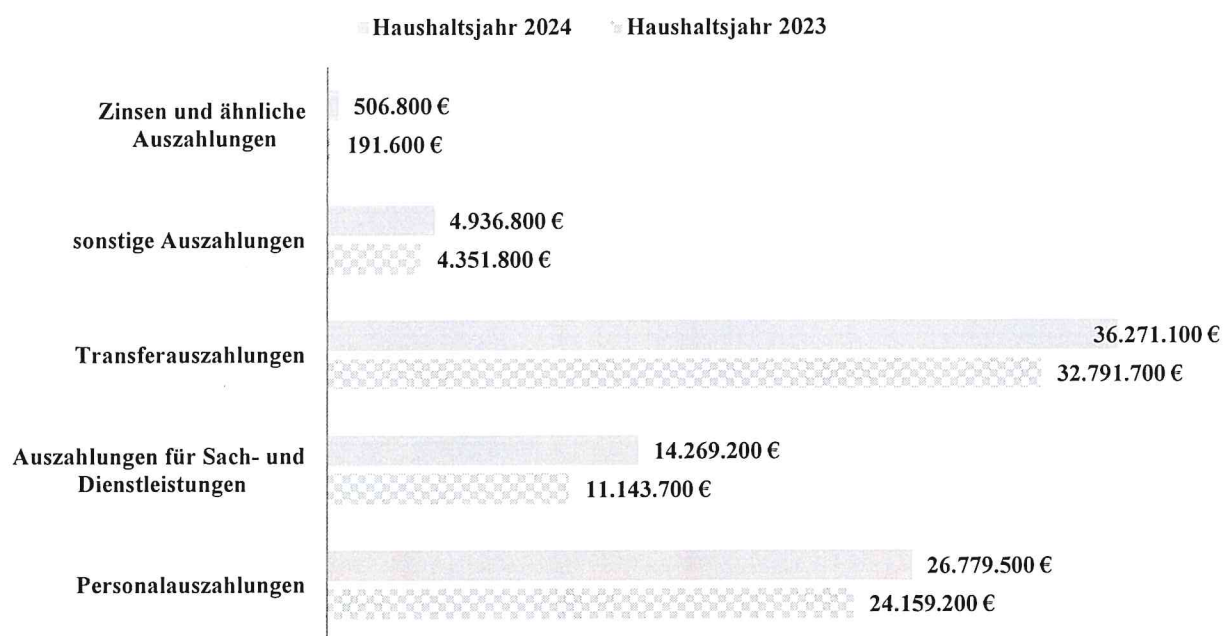 Haushaltsjahr 2024 Haushaltsjahr 2023
Zinsen und ähnliche
Auszahlungen
506.800 €
191.600 €
sonstige Auszahlungen
4.936.800 €
4.351.800 €
Transferauszahlungen
36.271.100 €
32.791.700 €
Auszahlungen für Sach- und
Dienstleistungen
14.269.200 €
11.143.700 €
Personalauszahlungen
26.779.500 €
24.159.200 €